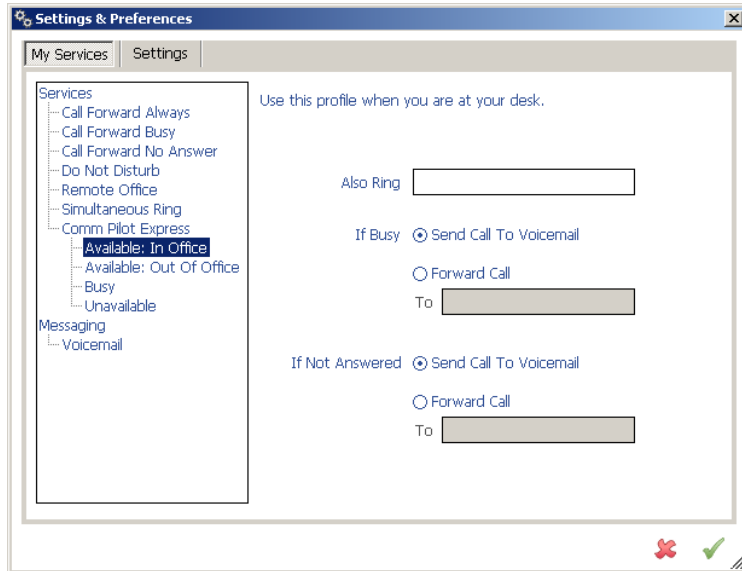 Settings & Preferences
My Services
Settings
Services
Call Forward Always
Call Forward Busy
Call Forward No Answer
Do Not Disturb
Remote Office
Simultaneous Ring
Comm Pilot Express
Available: In Office
Available: Out Of Office
Busy
Unavailable
Messaging
Voicemail
Use this profile when you are at your desk.
Also Ring
If Busy Send Call To Voicemail
Forward Call
To
If Not Answered Send Call To Voicemail
Forward Call
To